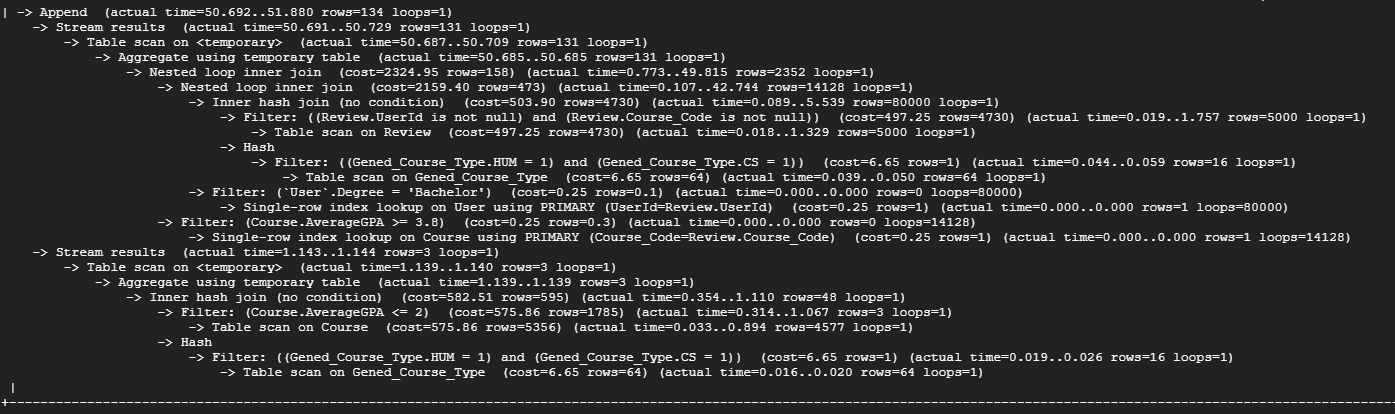 | -> Append  (actual time=50.692..51.880 rows=134 loops=1)
-> Stream results  (actual time=50.691..50.729 rows=131 loops=1)
-> Table scan on <temporary>  (actual time=50.687..50.709 rows=131 loops=1)
-> Aggregate using temporary table  (actual time=50.685..50.685 rows=131 loops=1)
-> Nested loop inner join  (cost=2324.95 rows=158) (actual time=0.773..49.815 rows=2352 loops=1)
-> Nested loop inner join  (cost=2159.40 rows=473) (actual time=0.107..42.744 rows=14128 loops=1)
-> Inner hash join (no condition)  (cost=503.90 rows=4730) (actual time=0.089..5.539 rows=80000 loops=1)
-> Filter: ((Review.UserId is not null) and (Review.Course_Code is not null))  (cost=497.25 rows=4730) (actual time=0.019..1.757 rows=5000 loops=1)
-> Table scan on Review  (cost=497.25 rows=4730) (actual time=0.018..1.329 rows=5000 loops=1)
-> Hash
-> Filter: ((Gened_Course_Type.HUM = 1) and (Gened_Course_Type.CS = 1))  (cost=6.65 rows=1) (actual time=0.044..0.059 rows=16 loops=1)
-> Table scan on Gened_Course_Type  (cost=6.65 rows=64) (actual time=0.039..0.050 rows=64 loops=1)
-> Filter: (`User`.Degree = 'Bachelor')  (cost=0.25 rows=0.1) (actual time=0.000..0.000 rows=0 loops=80000)
-> Single-row index lookup on User using PRIMARY (UserId=Review.UserId)  (cost=0.25 rows=1) (actual time=0.000..0.000 rows=1 loops=80000)
-> Filter: (Course.AverageGPA >= 3.8)  (cost=0.25 rows=0.3) (actual time=0.000..0.000 rows=0 loops=14128)
-> Single-row index lookup on Course using PRIMARY (Course_Code=Review.Course_Code)  (cost=0.25 rows=1) (actual time=0.000..0.000 rows=1 loops=14128)
-> Stream results  (actual time=1.143..1.144 rows=3 loops=1)
-> Table scan on <temporary>  (actual time=1.139..1.140 rows=3 loops=1)
-> Aggregate using temporary table  (actual time=1.139..1.139 rows=3 loops=1)
-> Inner hash join (no condition)  (cost=582.51 rows=595) (actual time=0.354..1.110 rows=48 loops=1)
-> Filter: (Course.AverageGPA <= 2)  (cost=575.86 rows=1785) (actual time=0.314..1.067 rows=3 loops=1)
-> Table scan on Course  (cost=575.86 rows=5356) (actual time=0.033..0.894 rows=4577 loops=1)
-> Hash
-> Filter: ((Gened_Course_Type.HUM = 1) and (Gened_Course_Type.CS = 1))  (cost=6.65 rows=1) (actual time=0.019..0.026 rows=16 loops=1)
-> Table scan on Gened_Course_Type  (cost=6.65 rows=64) (actual time=0.016..0.020 rows=64 loops=1)
|